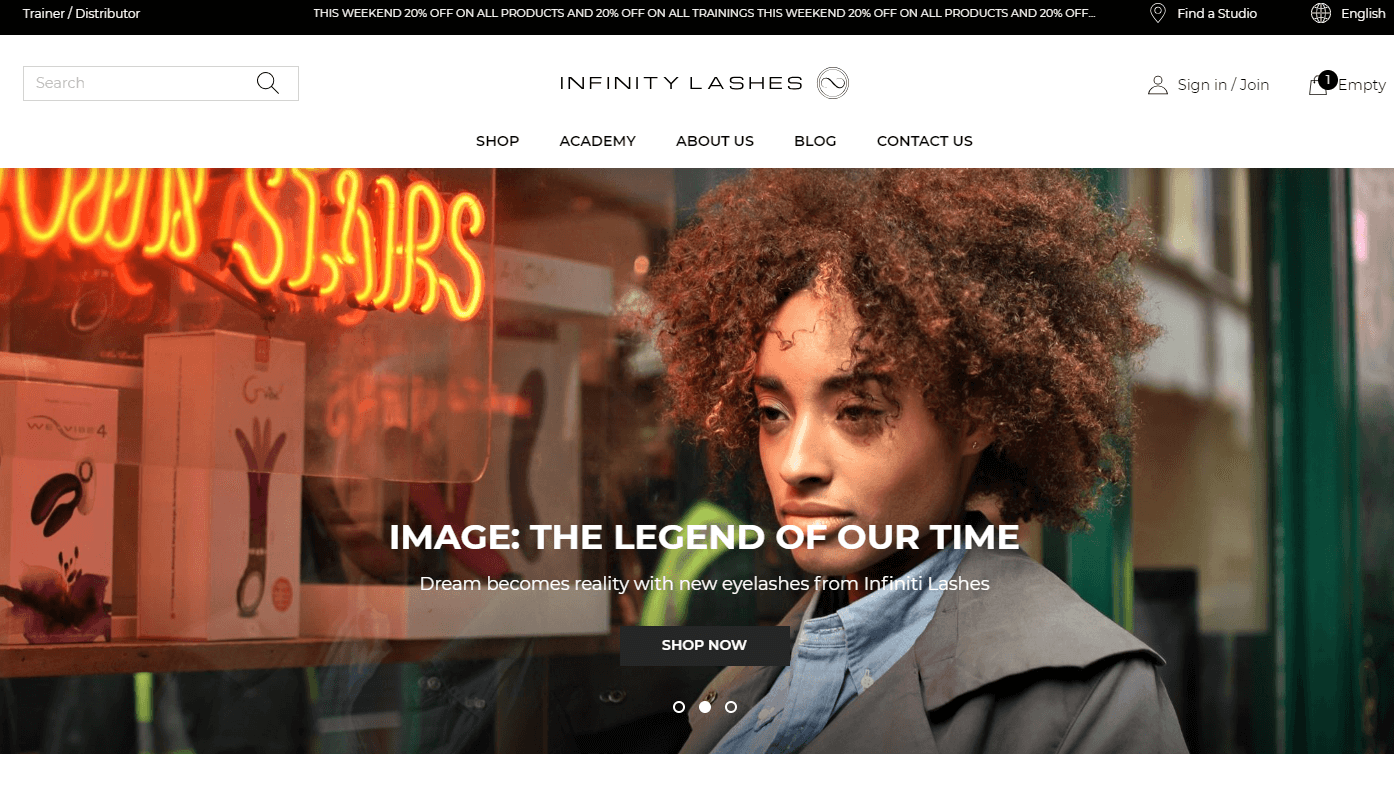 Trainer / Distributor
THIS WEEKEND 20% OFF ON ALL PRODUCTS AND 20% OFF ON ALL TRAININGS THIS WEEKEND 20% OFF ON ALL PRODUCTS AND 20% OFF...
Find a Studio
English
Search
INFINITY LASHES
Sign in / Join
1
Empty
SHOP
ACADEMY
ABOUT US
BLOG
CONTACT US
STAIRS
WE-VIBE 4
IMAGE: THE LEGEND OF OUR TIME
Dream becomes reality with new eyelashes from Infiniti Lashes
SHOP NOW